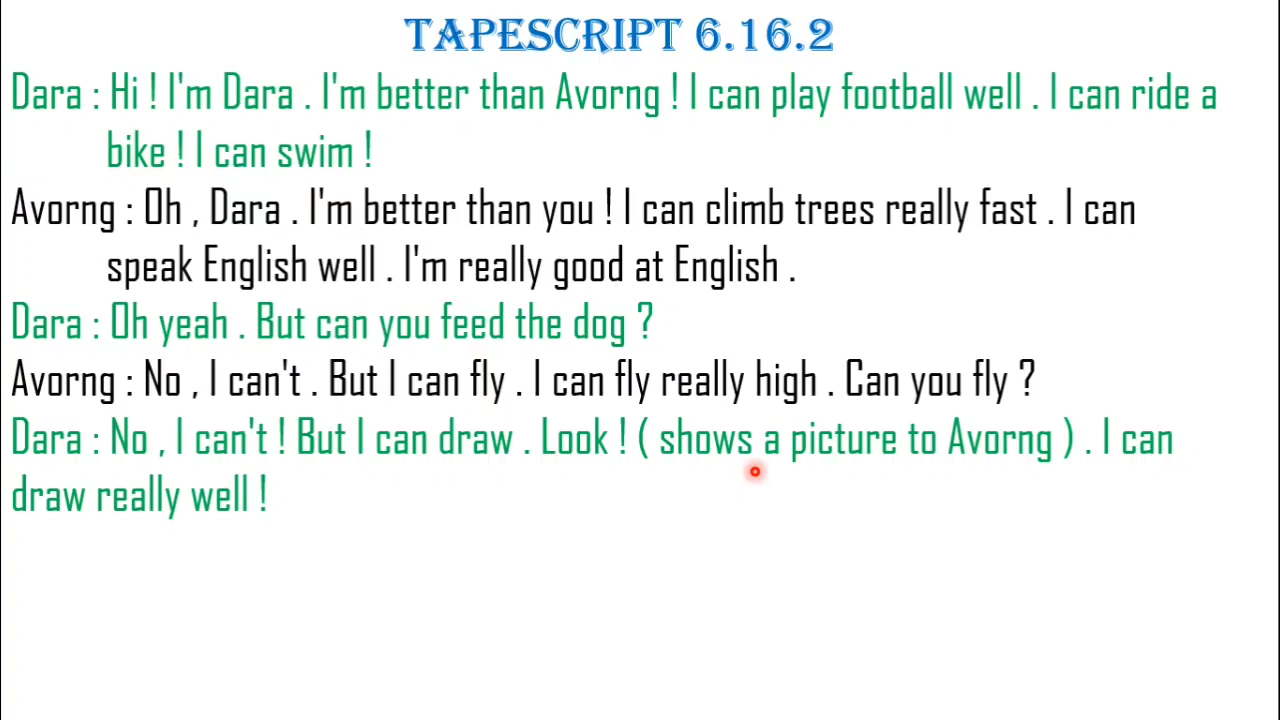 TAPESCRIPT 6.16.2
Dara : Hi ! I'm Dara . I'm better than Avorng ! I can play football well . I can ride a
bike ! I can swim !
Avorng : Oh , Dara . I'm better than you ! I can climb trees really fast . I can
speak English well . I'm really good at English .
Dara : Oh yeah . But can you feed the dog ?
Avorng : No , I can't . But I can fly . I can fly really high . Can you fly ?
Dara : No , I can't ! But I can draw . Look ! ( shows a picture to Avorng ) . I can
draw really well !